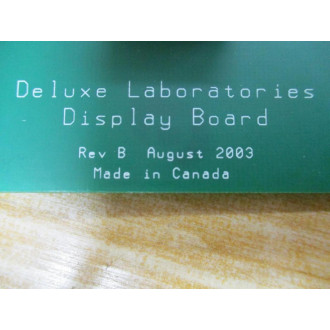 Deluxe Laboratories
Display Board
Rev B August 2003
Made in Canada